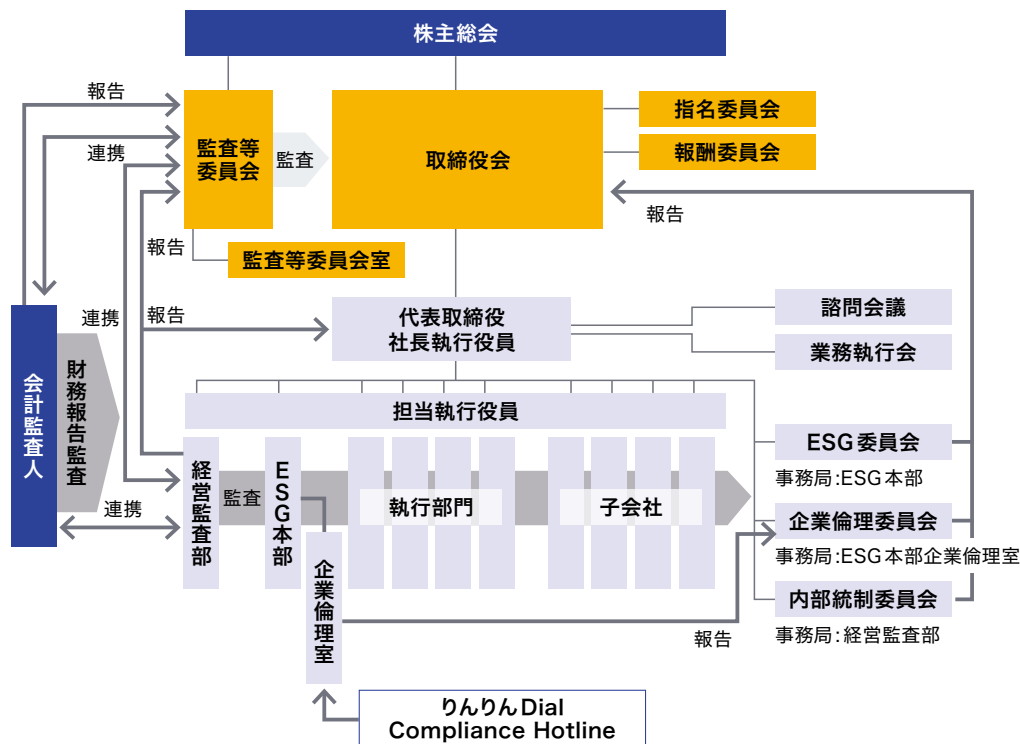 株主総会
報告
連携
監査等
委員会
監査
取締役会
指名委員会
報酬委員会
報告
報告
監査等委員会室
連携
報告
代表取締役
社長執行役員
諮問会議
業務執行会
会計監査人
財務報告監査
担当執行役員
連携
経営監査部
監査
ESG本部
執行部門
子会社
企業倫理室
ESG委員会
事務局:ESG本部
企業倫理委員会
事務局:ESG本部企業倫理室
内部統制委員会
事務局:経営監査部
報告
りんりんDial
Compliance Hotline